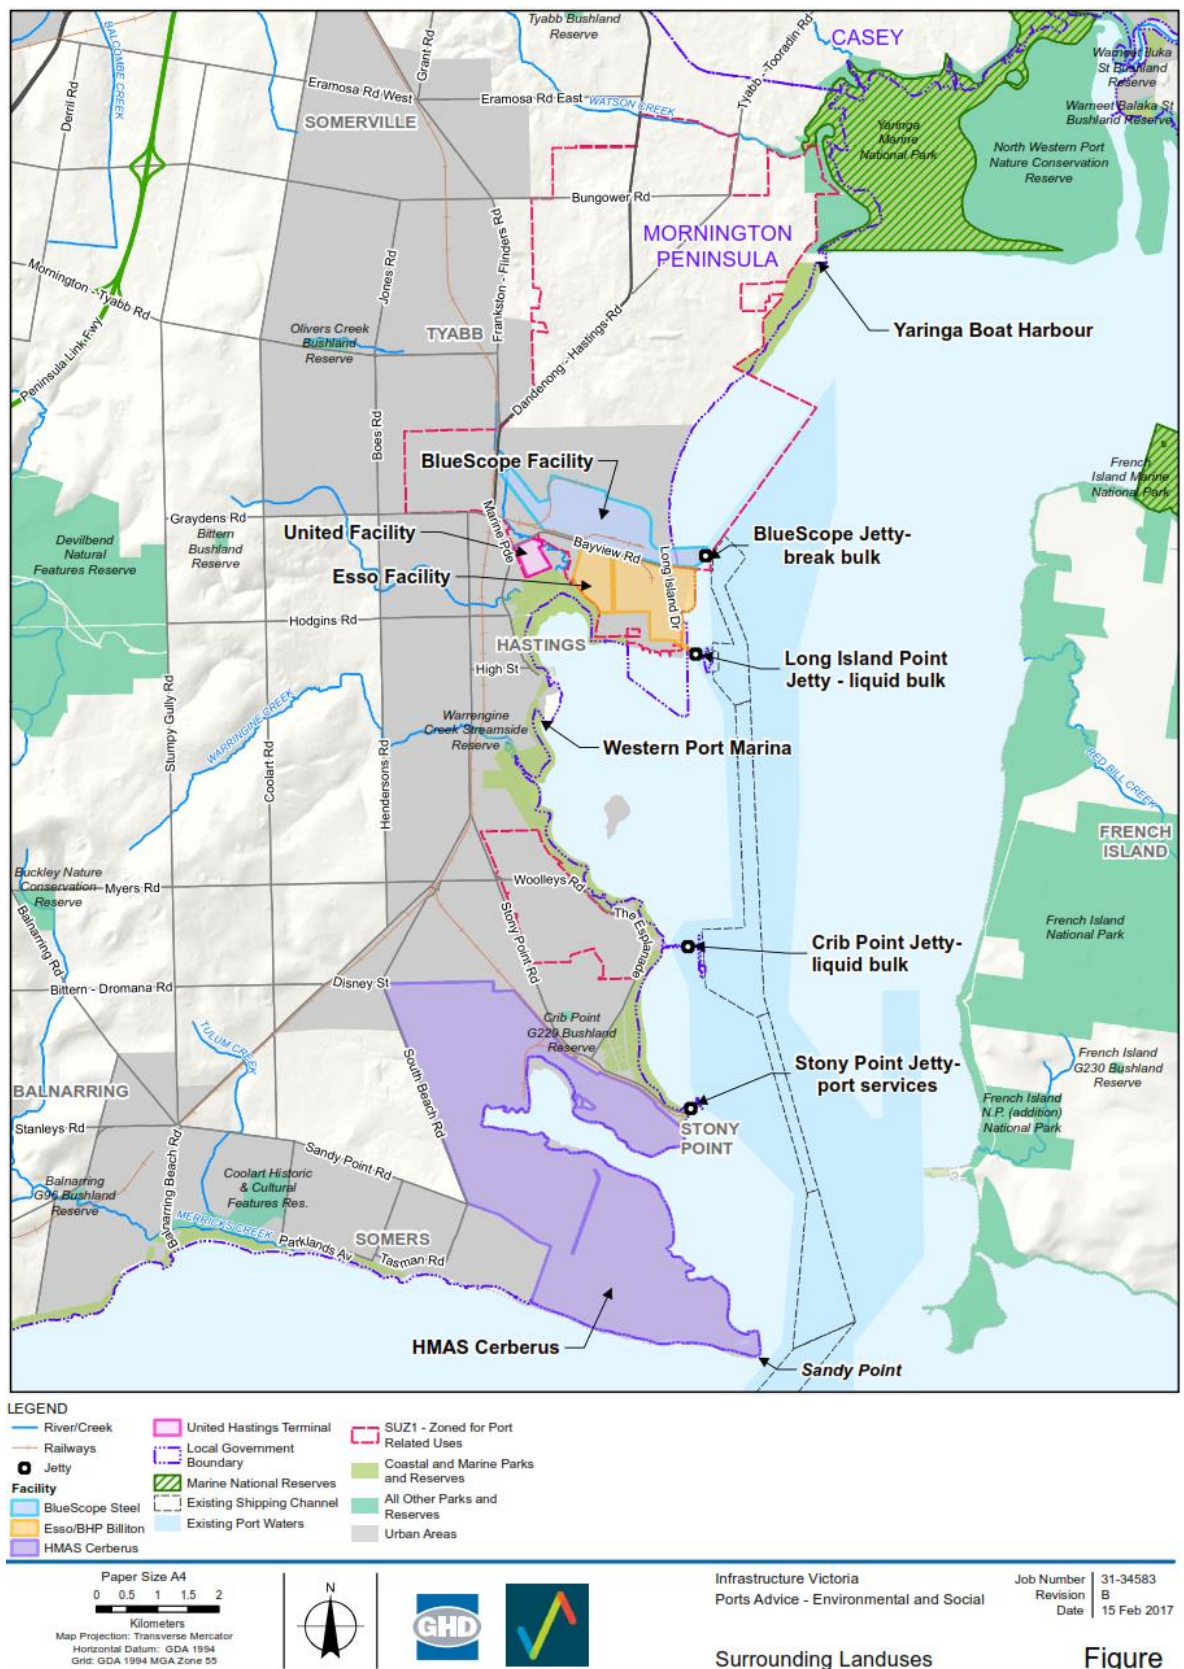 Tyabb Bushland
Reserve
CASEY
Warneet Iluka
St Bushland
Reserve
Warneet Balaka St
Bushland Reserve
BALCOMBE CREEK
Derril Rd
Grant Rd
Eramosa Rd West
Eramosa Rd East
WATSON CREEK
Tyabb - Tooradin Rd
SOMERVILLE
Yaringa
Marine
National Park
North Western Port
Nature Conservation
Reserve
Bungower Rd
MORNINGTON
PENINSULA
Jones Rd
Frankston - Flinders Rd
Mornington - Tyabb Rd
Peninsula Link Fwy
Olivers Creek
Bushland
Reserve
TYABB
Yaringa Boat Harbour
Dandenong - Hastings Rd
Boes Rd
BlueScope Facility
French
Island Marine
National Park
Graydens Rd
Bittern
Bushland
Reserve
Marine Pde
United Facility
Bayview Rd
BlueScope Jetty-
break bulk
Devilbend
Natural
Features Reserve
Esso Facility
Long Island Dr
Hodgins Rd
HASTINGS
High St
Long Island Point
Jetty - liquid bulk
Stumpy Gully Rd
WARRINGINE CREEK
Coolart Rd
Hendersons Rd
Warrengine
Creek Streamside
Reserve
Western Port Marina
RED BILL CREEK
FRENCH
ISLAND
Buckley Nature
Conservation
Reserve
Myers Rd
Woolleys Rd
The Esplanade
Stony Point Rd
French Island
National Park
Balnarring Rd
Crib Point Jetty-
liquid bulk
Bittern - Dromana Rd
Disney St
TULUM CREEK
Crib Point
G229 Bushland
Reserve
South Beach Rd
Stony Point Jetty-
port services
French Island
G230 Bushland
Reserve
BALNARRING
French Island
N.P. (addition)
National Park
Stanleys Rd
STONY
POINT
Balnarring Beach Rd
Sandy Point Rd
Balnarring
G96 Bushland
Reserve
Coolart Historic
& Cultural
Features Res.
MERRICKS CREEK
Parklands Av
SOMERS
Tasman Rd
HMAS Cerberus
Sandy Point
LEGEND
River/Creek
Railways
Jetty
Facility
BlueScope Steel
Esso/BHP Billiton
HMAS Cerberus
United Hastings Terminal
Local Government
Boundary
Marine National Reserves
Existing Shipping Channel
Existing Port Waters
SUZ1 - Zoned for Port
Related Uses
Coastal and Marine Parks
and Reserves
All Other Parks and
Reserves
Urban Areas
Paper Size A4
0 0.5 1 1.5 2
Kilometers
Map Projection: Transverse Mercator
Horizontal Datum: GDA 1994
Grid: GDA 1994 MGA Zone 55
N
GHD
Infrastructure Victoria
Ports Advice - Environmental and Social
Job Number 31-34583
Revision B
Date 15 Feb 2017
Surrounding Landuses
Figure